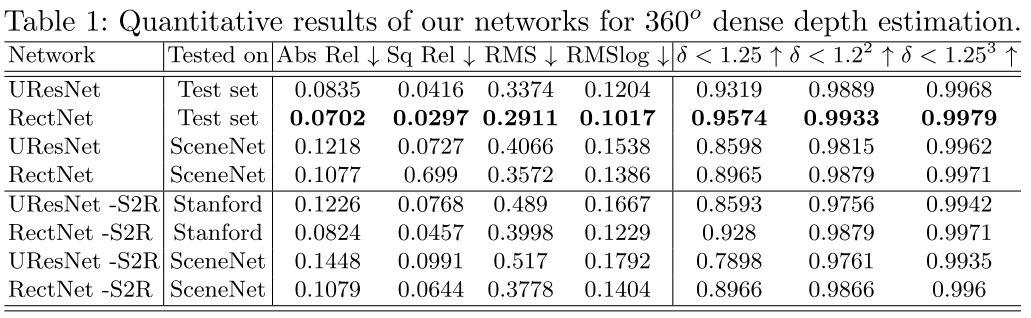 Table 1: Quantitative results of our networks for 360° dense depth estimation.
Network Tested on Abs Rel ↓ Sq Rel ↓ RMS ↓ RMSlog ↓ δ < 1.25 ↑ δ < 1.2² ↑ δ < 1.25³ ↑
UResNet Test set 0.0835 0.0416 0.3374 0.1204 0.9319 0.9889 0.9968
RectNet Test set 0.0702 0.0297 0.2911 0.1017 0.9574 0.9933 0.9979
UResNet SceneNet 0.1218 0.0727 0.4066 0.1538 0.8598 0.9815 0.9962
RectNet SceneNet 0.1077 0.699 0.3572 0.1386 0.8965 0.9879 0.9971
UResNet -S2R Stanford 0.1226 0.0768 0.489 0.1667 0.8593 0.9756 0.9942
RectNet -S2R Stanford 0.0824 0.0457 0.3998 0.1229 0.928 0.9879 0.9971
UResNet -S2R SceneNet 0.1448 0.0991 0.517 0.1792 0.7898 0.9761 0.9935
RectNet -S2R SceneNet 0.1079 0.0644 0.3778 0.1404 0.8966 0.9866 0.996